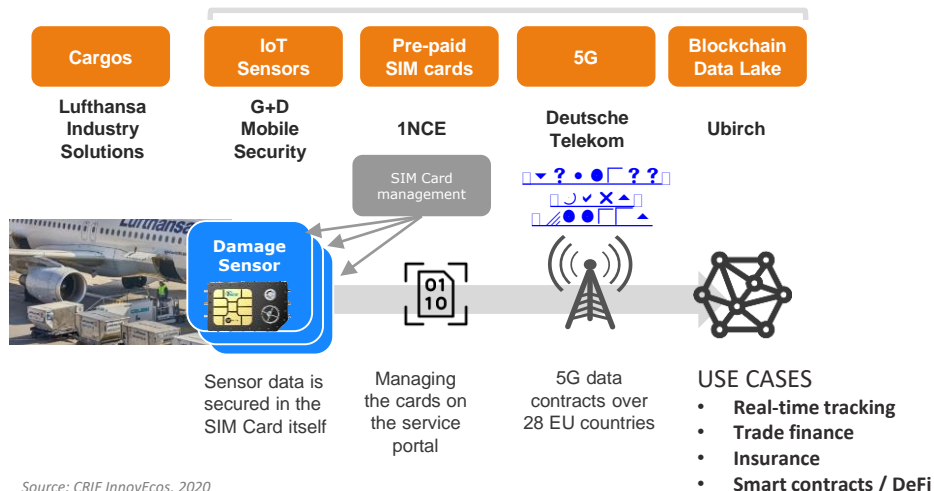 Cargos
IoT
Sensors
Pre-paid
SIM cards
5G
Blockchain
Data Lake
Lufthansa
Industry
Solutions
G+D
Mobile
Security
1NCE
Deutsche
Telekom
Ubirch
SIM Card
management
Lufthansa
Damage
Sensor
01
10
Sensor data is
secured in the
SIM Card itself
Managing
the cards on
the service
portal
5G data
contracts over
28 EU countries
USE CASES
• Real-time tracking
• Trade finance
• Insurance
• Smart contracts / DeFi
Source: CRIF InnovEcos, 2020